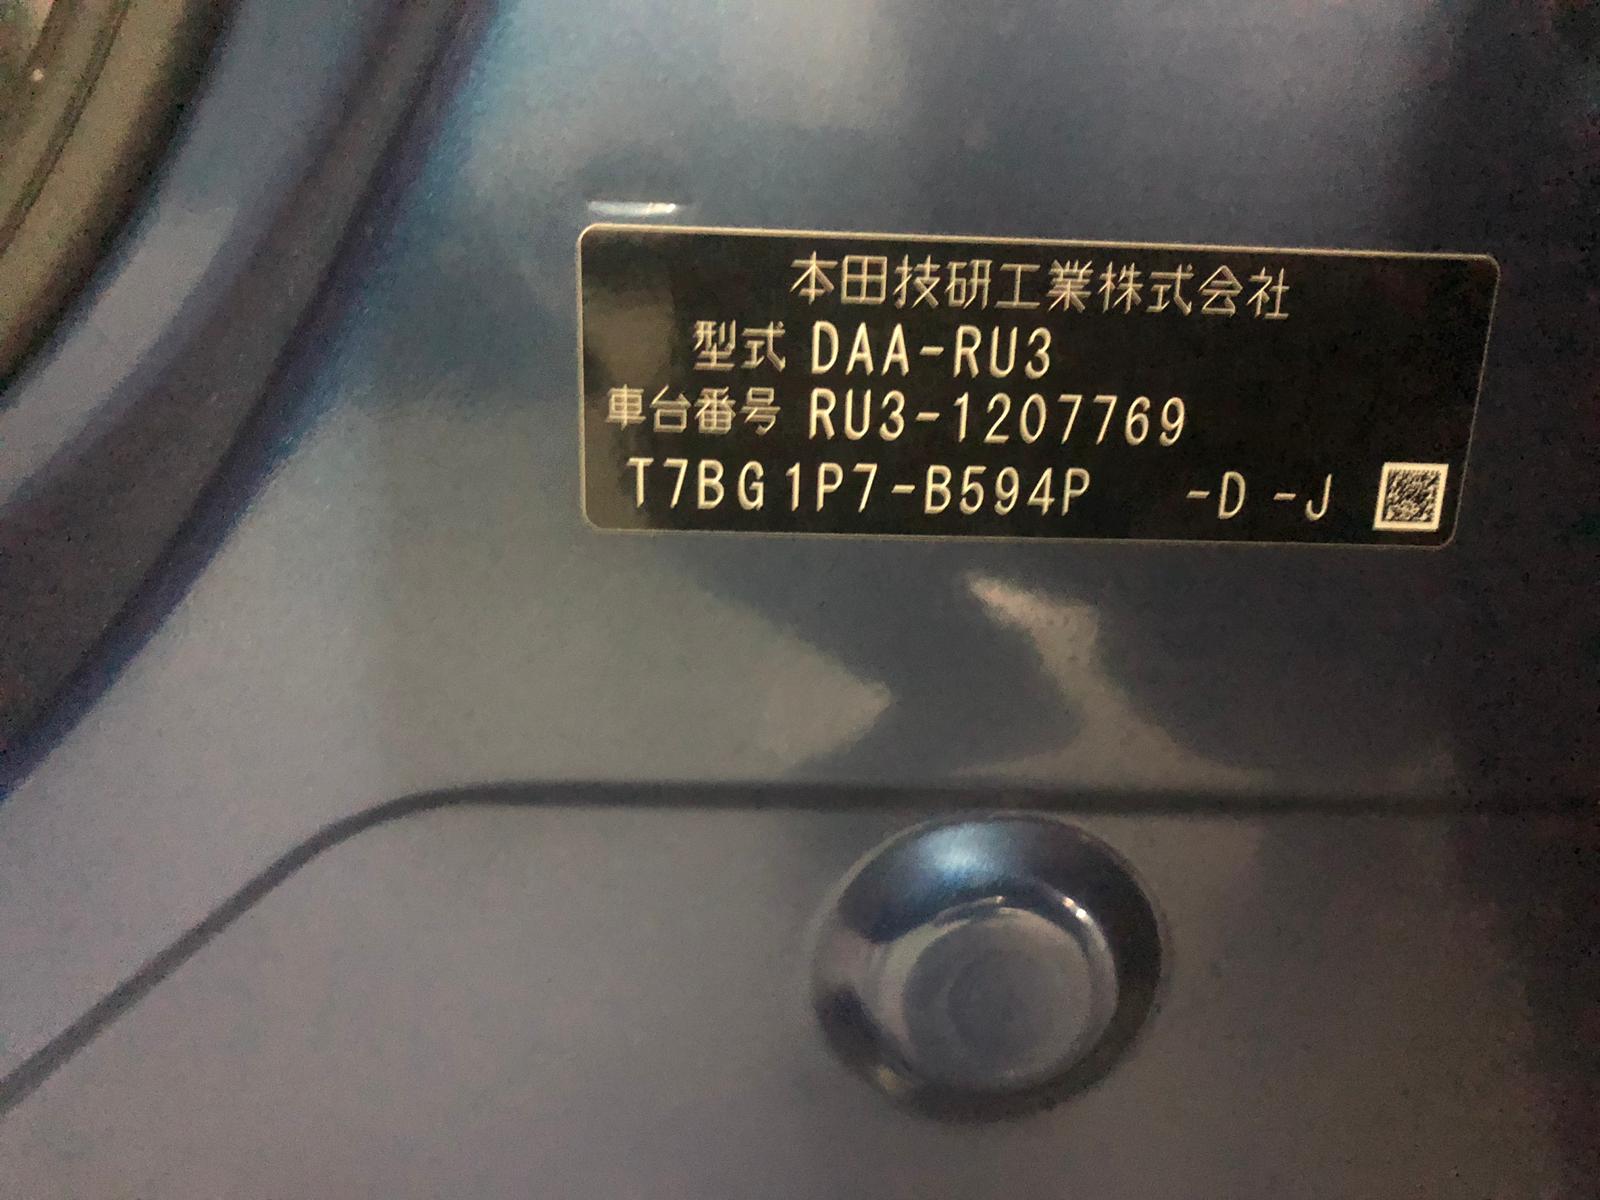 本田技研工業株式会社
型式 DAA-RU3
車台番号 RU3-1207769
T7BG1P7-B594P -D -J